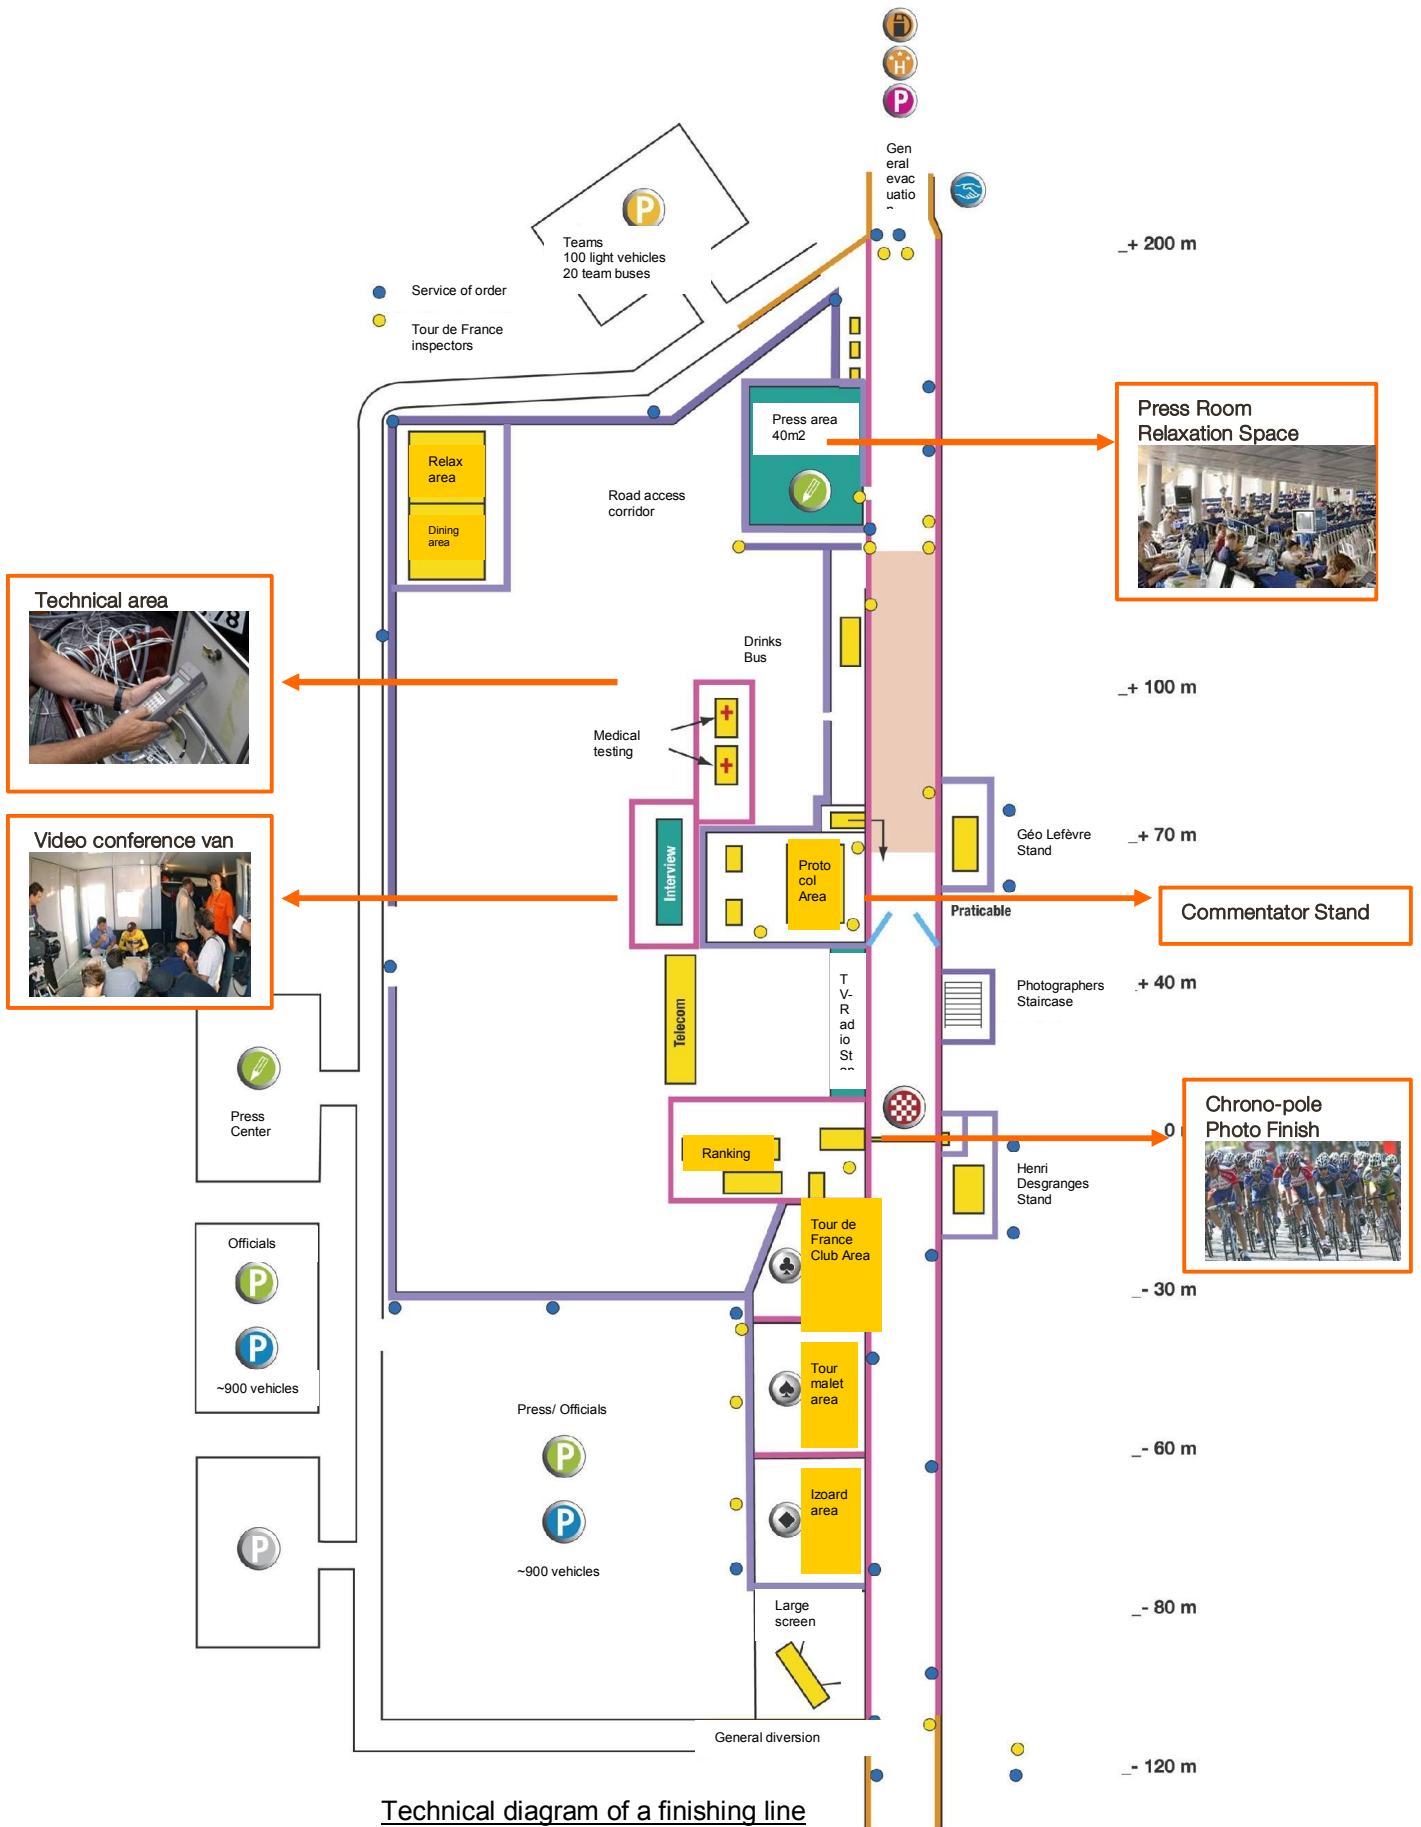 H
P
Gen
eral
evac
uatio
P
Teams
100 light vehicles
20 team buses
_+ 200 m
Service of order
Tour de France
inspectors
Press area
40m2
Press Room
Relaxation Space
Relax
area
Road access
corridor
Dining
area
Technical area
78
Drinks
Bus
_+ 100 m
Medical
testing
Video conference van
Interview
Proto
col
Area
Géo Lefèvre
Stand
_+ 70 m
Praticable
Commentator Stand
Telecom
T
V-
R
ad
io
St
Photographers
Staircase
+ 40 m
Press
Center
Chrono-pole
Photo Finish
0
Ranking
Henri
Desgranges
Stand
Tour de
France
Club Area
Officials
P
P
~900 vehicles
_- 30 m
Tour
malet
area
Press/ Officials
P
P
~900 vehicles
_- 60 m
Izoard
area
P
Large
screen
_- 80 m
General diversion
_- 120 m
Technical diagram of a finishing line